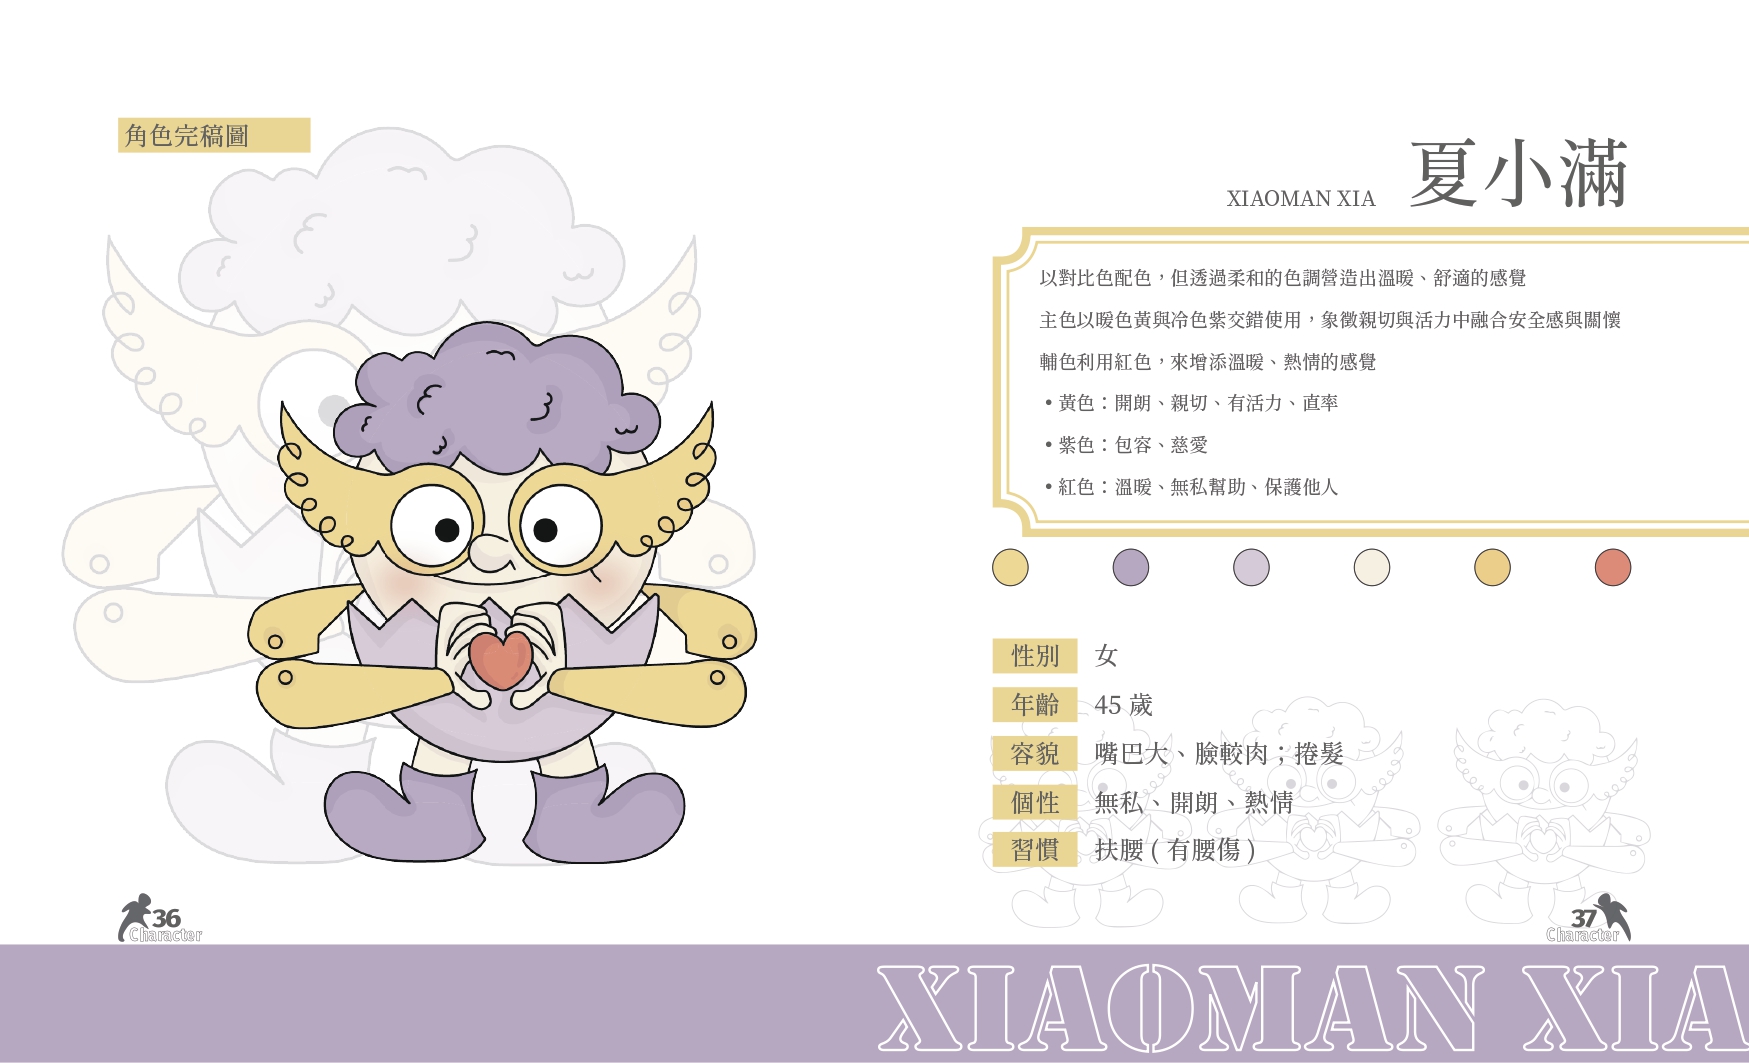 角色完稿圖
36
Character
XIAOMAN XIA 夏小滿
以對比色配色，但透過柔和的色調營造出溫暖、舒適的感覺
主色以暖色黃與冷色紫交錯使用，象徵親切與活力中融合安全感與關懷
輔色利用紅色，來增添溫暖、熱情的感覺
•黃色：開朗、親切、有活力、直率
•紫色：包容、慈愛
•紅色：溫暖、無私幫助、保護他人
性別 女
年齡 45 歲
容貌 嘴巴大、臉較肉；捲髮
個性 無私、開朗、熱情
習慣 扶腰 ( 有腰傷 )
37
Character
XIAOMAN XIA